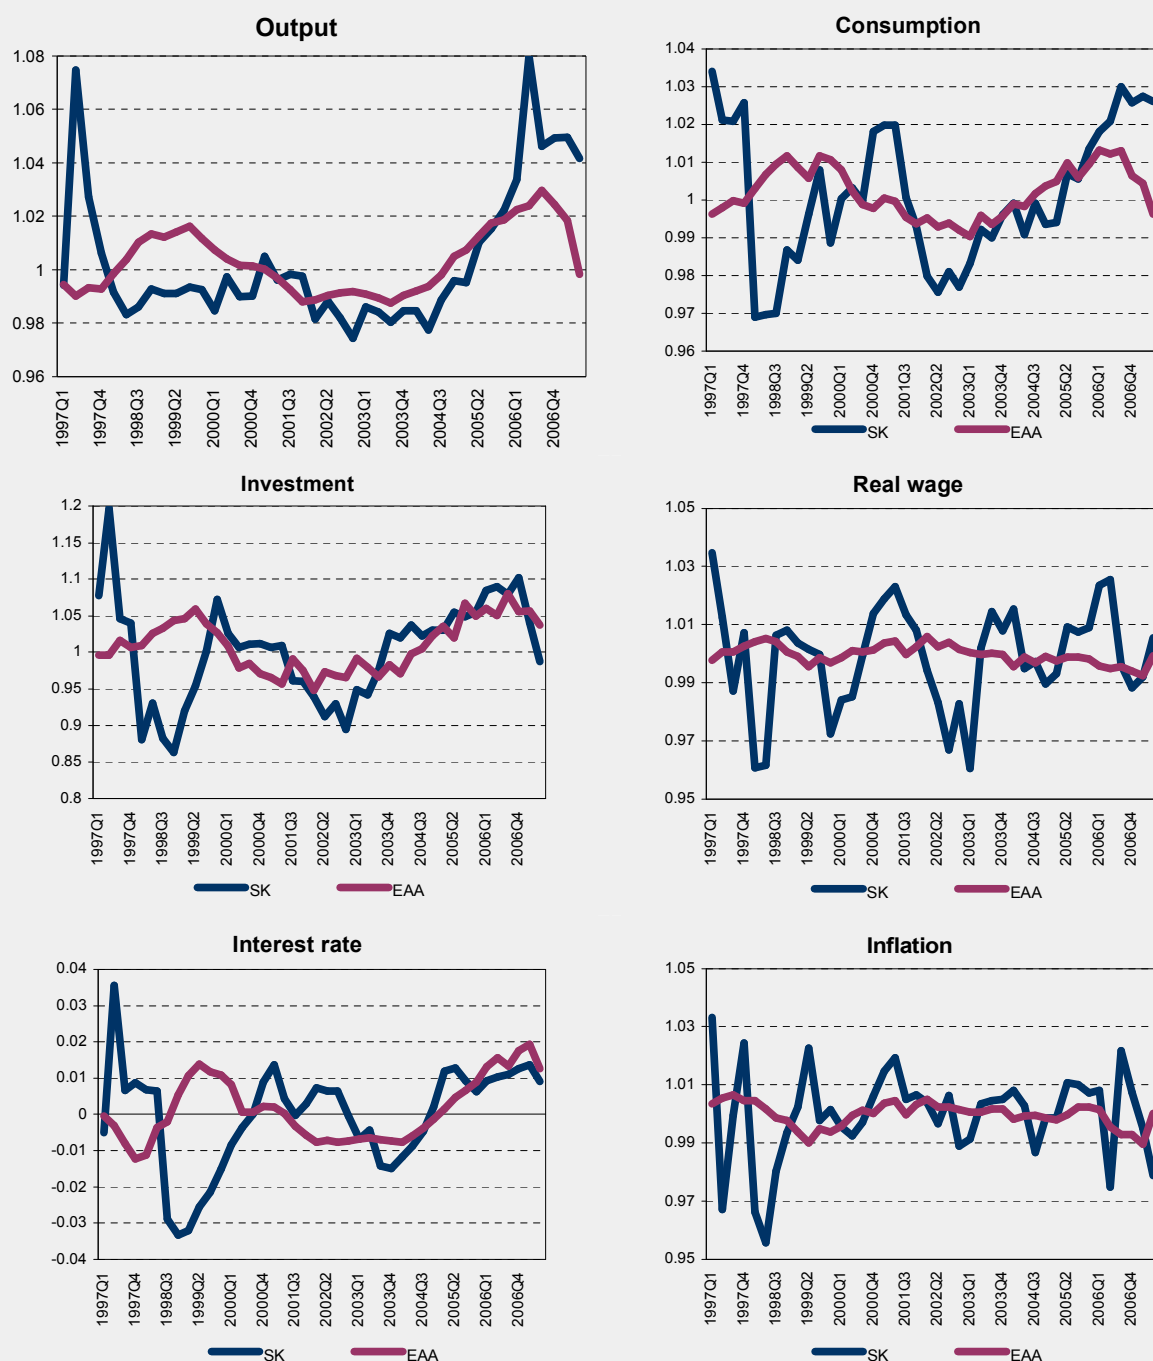 Output
1.08
1.06
1.04
1.02
1
0.98
0.96
1997Q1
1997Q4
1998Q3
1999Q2
2000Q1
2000Q4
2001Q3
2002Q2
2003Q1
2003Q4
2004Q3
2005Q2
2006Q1
2006Q4
Consumption
1.04
1.03
1.02
1.01
1
0.99
0.98
0.97
0.96
1997Q1
1997Q4
1998Q3
1999Q2
2000Q1
2000Q4
2001Q3
2002Q2
2003Q1
2003Q4
2004Q3
2005Q2
2006Q1
2006Q4
SK EAA
Investment
1.2
1.15
1.1
1.05
1
0.95
0.9
0.85
0.8
1997Q1
1997Q4
1998Q3
1999Q2
2000Q1
2000Q4
2001Q3
2002Q2
2003Q1
2003Q4
2004Q3
2005Q2
2006Q1
2006Q4
SK EAA
Real wage
1.05
1.03
1.01
0.99
0.97
0.95
1997Q1
1997Q4
1998Q3
1999Q2
2000Q1
2000Q4
2001Q3
2002Q2
2003Q1
2003Q4
2004Q3
2005Q2
2006Q1
2006Q4
SK EAA
Interest rate
0.04
0.03
0.02
0.01
0
-0.01
-0.02
-0.03
-0.04
1997Q1
1997Q4
1998Q3
1999Q2
2000Q1
2000Q4
2001Q3
2002Q2
2003Q1
2003Q4
2004Q3
2005Q2
2006Q1
2006Q4
SK EAA
Inflation
1.05
1.03
1.01
0.99
0.97
0.95
1997Q1
1997Q4
1998Q3
1999Q2
2000Q1
2000Q4
2001Q3
2002Q2
2003Q1
2003Q4
2004Q3
2005Q2
2006Q1
2006Q4
SK EAA